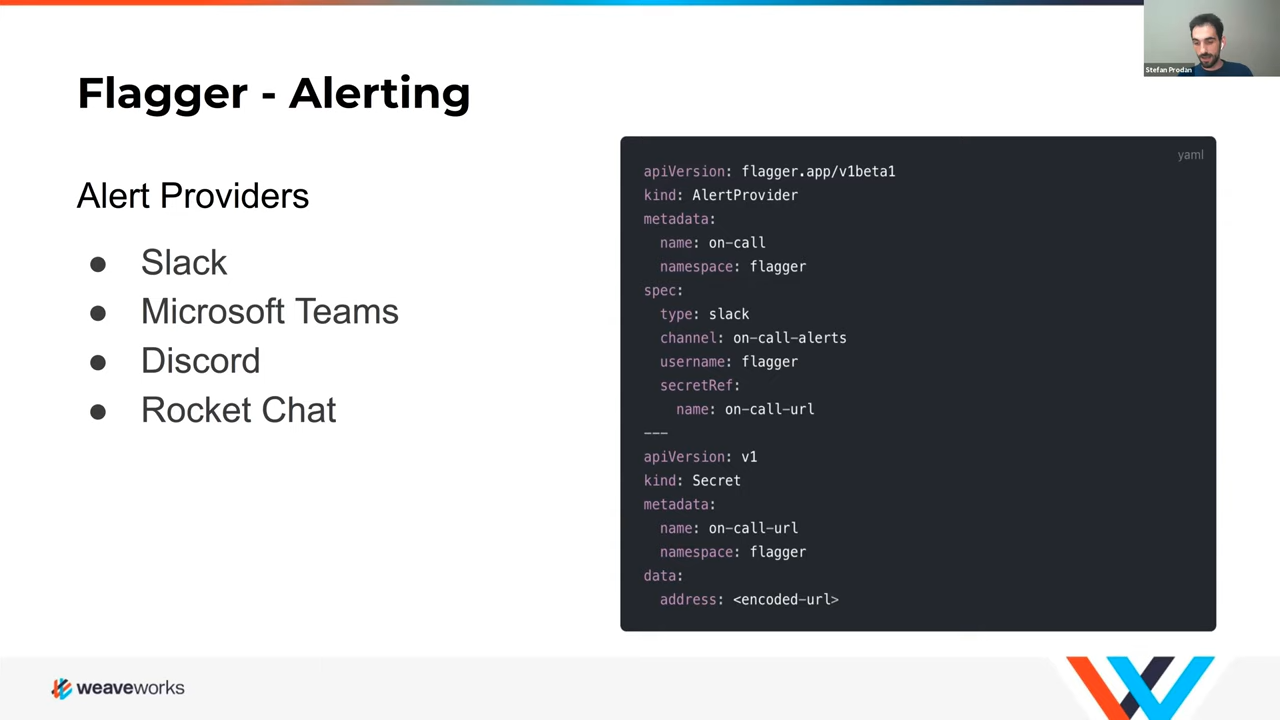 Stefan Prodan
Flagger - Alerting
Alert Providers
● Slack
● Microsoft Teams
● Discord
● Rocket Chat
yaml
apiVersion: flagger.app/v1beta1
kind: AlertProvider
metadata:
  name: on-call
  namespace: flagger
spec:
  type: slack
  channel: on-call-alerts
  username: flagger
  secretRef:
    name: on-call-url
---
apiVersion: v1
kind: Secret
metadata:
  name: on-call-url
  namespace: flagger
data:
  address: <encoded-url>
weaveworks